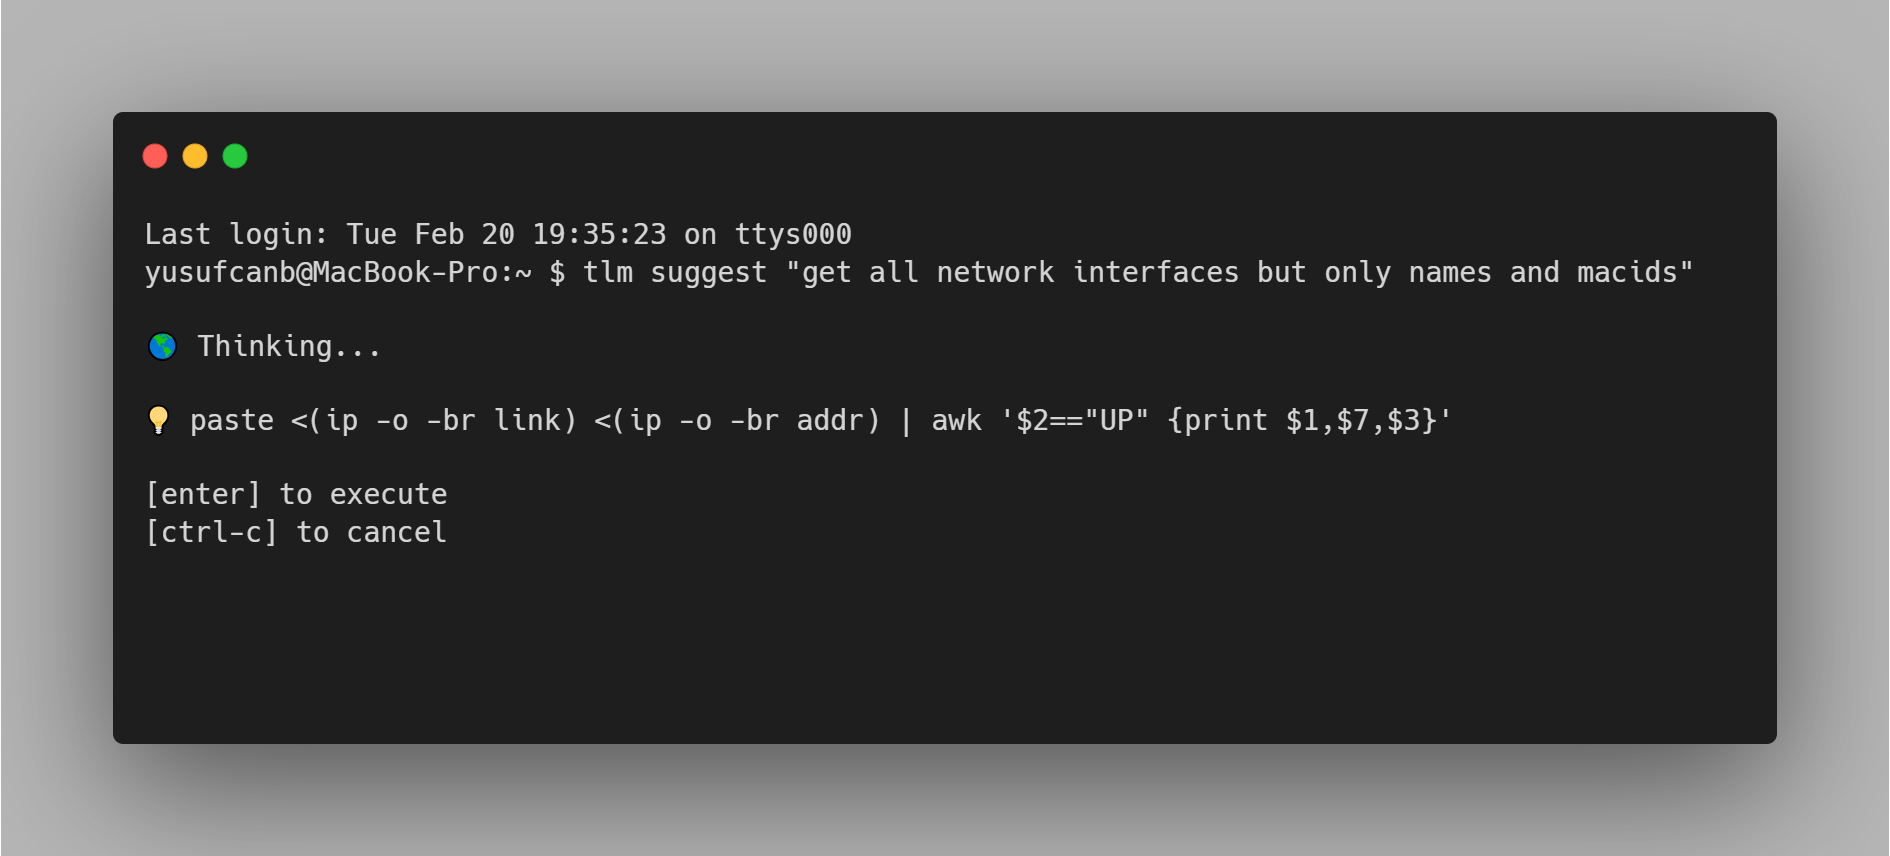 Last login: Tue Feb 20 19:35:23 on ttys000
yusufcanb@MacBook-Pro:~ $ tlm suggest "get all network interfaces but only names and macids"
🌎 Thinking...
💡 paste <(ip -o -br link) <(ip -o -br addr) | awk '$2=="UP" {print $1,$7,$3}'
[enter] to execute
[ctrl-c] to cancel